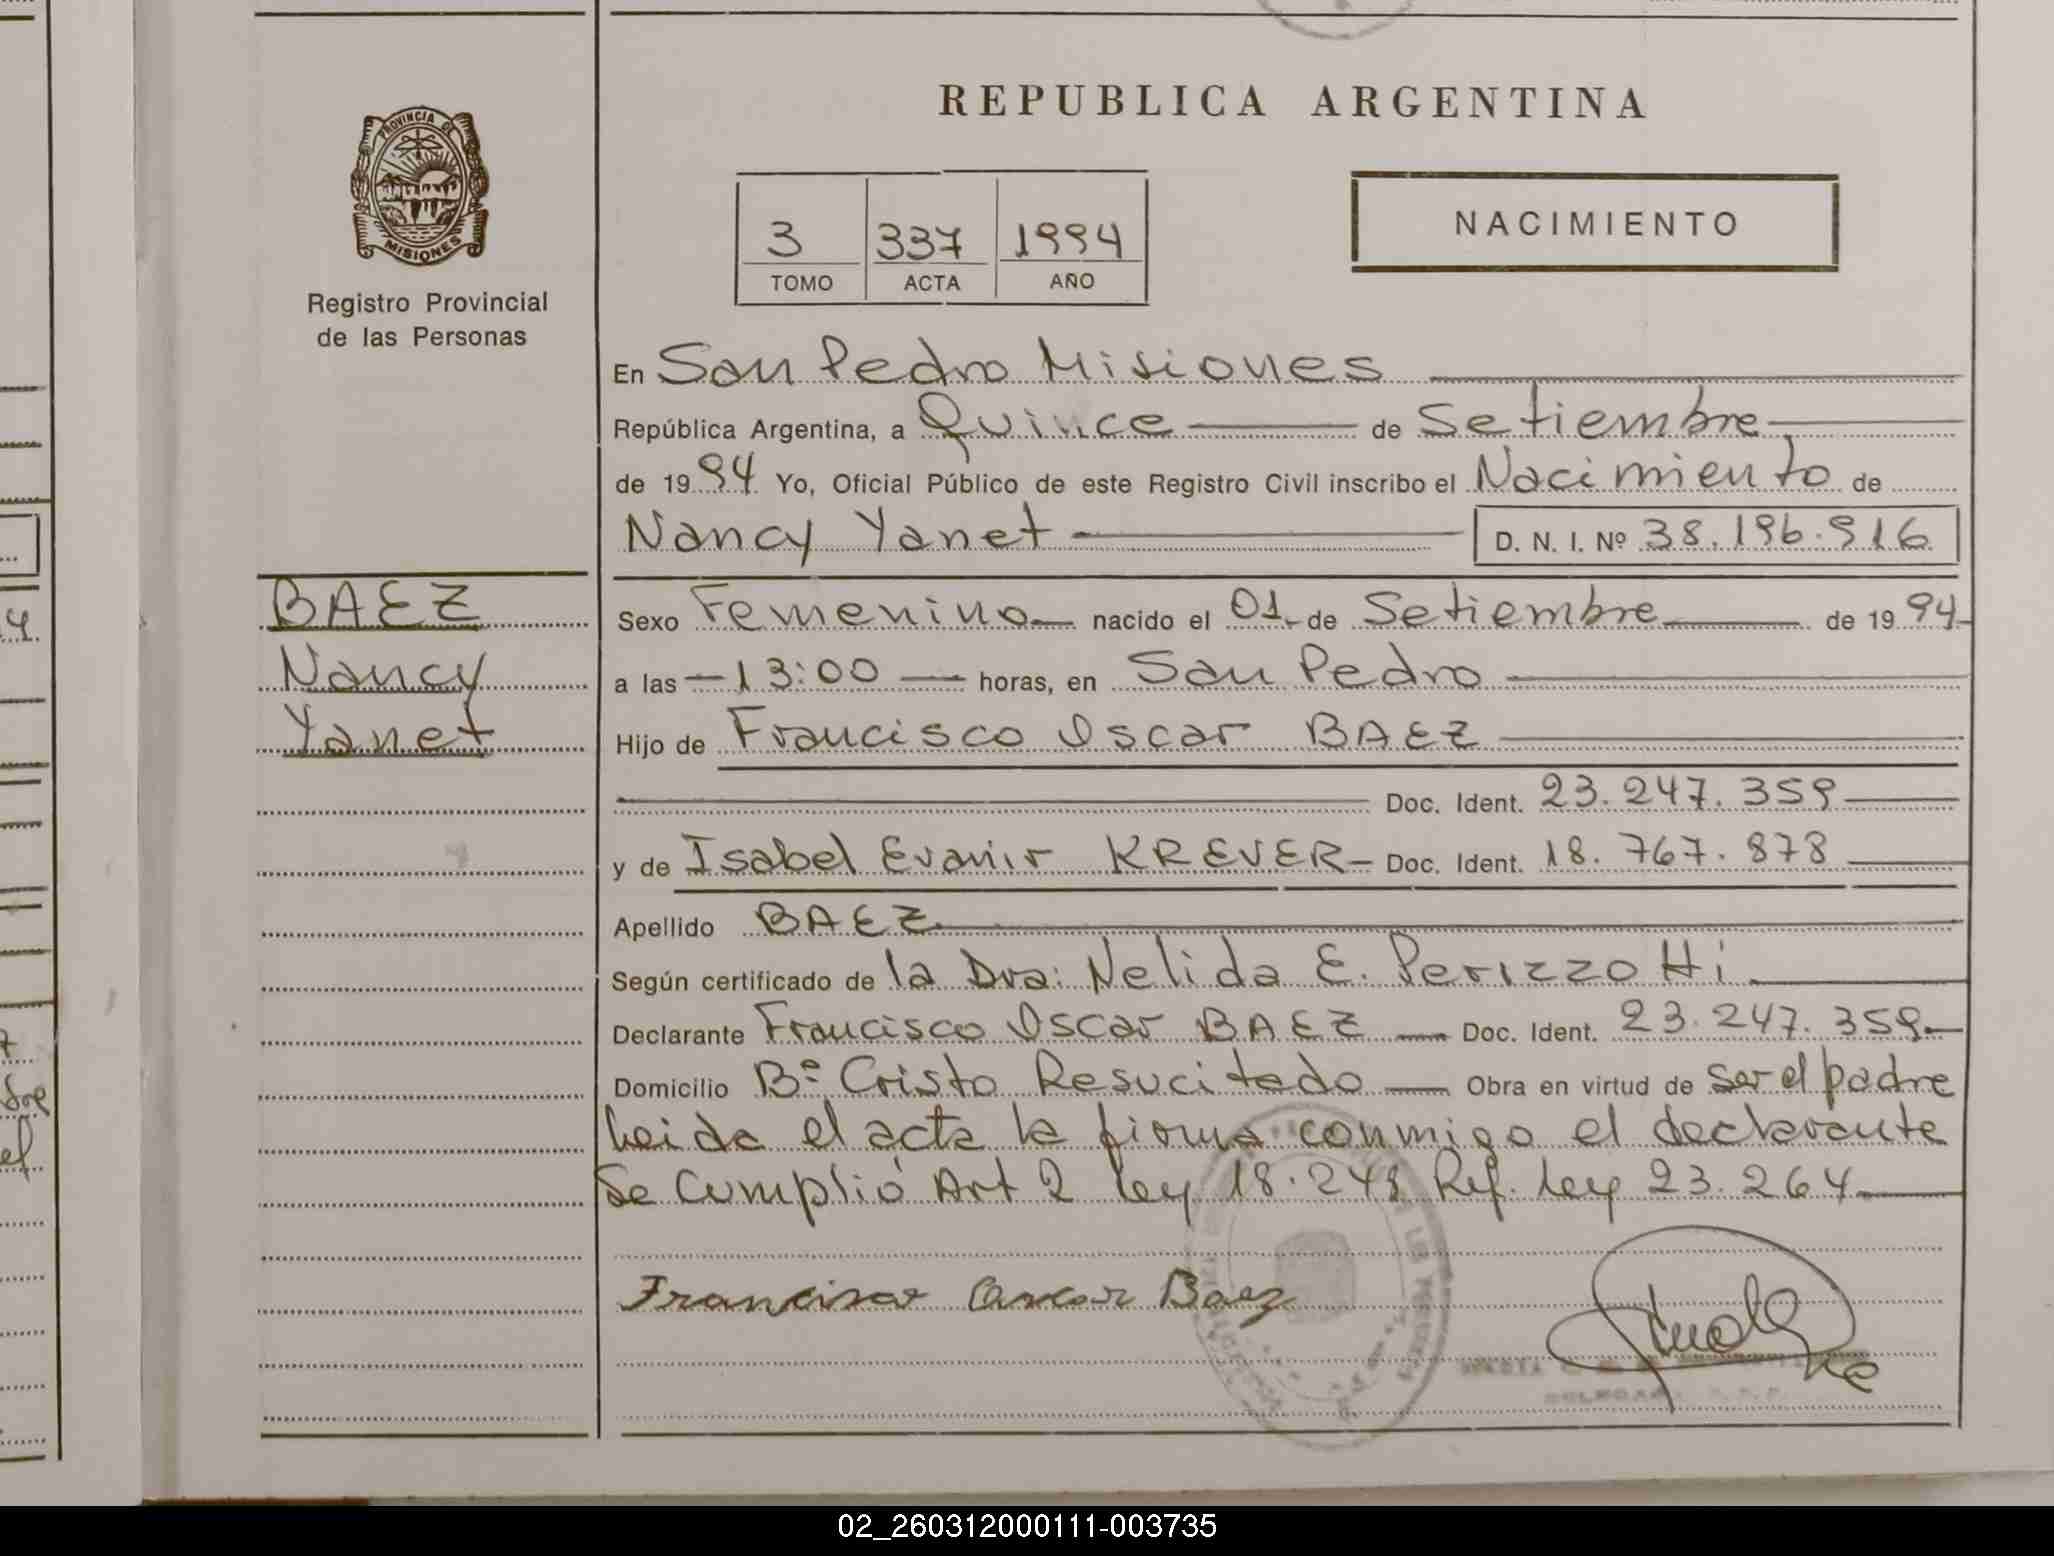 REPUBLICA ARGENTINA
PROVINCIA DE
MISIONES
Registro Provincial
de las Personas
3 337 1994
TOMO ACTA AÑO
NACIMIENTO
En San Pedro Misiones
República Argentina, a Quince de Setiembre
de 1994 Yo, Oficial Público de este Registro Civil inscribo el Nacimiento de
Nancy Yanet D. N. I. Nº 38.196.916
BAEZ
Nancy
Yanet
Sexo Femenino nacido el 01 de Setiembre de 1994
a las 13:00 horas, en San Pedro
Hijo de Francisco Oscar BAEZ
Doc. Ident. 23.247.359
y de Isabel Evanir KREVER Doc. Ident. 18.767.878
Apellido BAEZ
Según certificado de la Dra: Nelida E. Perizzo Hi
Declarante Francisco Oscar BAEZ Doc. Ident. 23.247.359
Domicilio Bº Cristo Resucitado Obra en virtud de Ser el padre
Leida el acta la firma conmigo el declarante
Se Cumplió Art 2 Ley 18.248 Ref. Ley 23.264
Francisco Oscar Baez
02_260312000111-003735